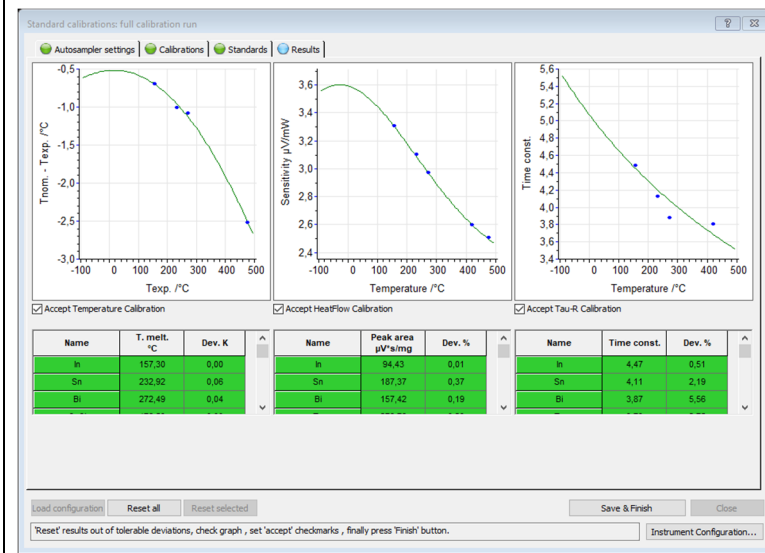 Standard calibrations: full calibration run
Autosampler settings Calibrations Standards Results
-0,5
-1,0
-1,5
-2,0
-2,5
-3,0
Tnom. - Texp. /°C
-100 0 100 200 300 400 500
Texp. /°C
3,6
3,4
3,2
3,0
2,8
2,6
2,4
Sensitivity µV/mW
-100 0 100 200 300 400 500
Temperature /°C
5,6
5,4
5,2
5,0
4,8
4,6
4,4
4,2
4,0
3,8
3,6
3,4
Time const.
-100 0 100 200 300 400 500
Temperature /°C
Accept Temperature Calibration
Accept HeatFlow Calibration
Accept Tau-R Calibration
Name T. melt. °C Dev. K
In 157,30 0,00
Sn 232,92 0,06
Bi 272,49 0,04
Name Peak area µV*s/mg Dev. %
In 94,43 0,01
Sn 187,37 0,37
Bi 157,42 0,19
Name Time const. Dev. %
In 4,47 0,51
Sn 4,11 2,19
Bi 3,87 5,56
Load configuration Reset all Reset selected Save & Finish Close
'Reset' results out of tolerable deviations, check graph , set 'accept' checkmarks , finally press 'Finish' button.
Instrument Configuration...